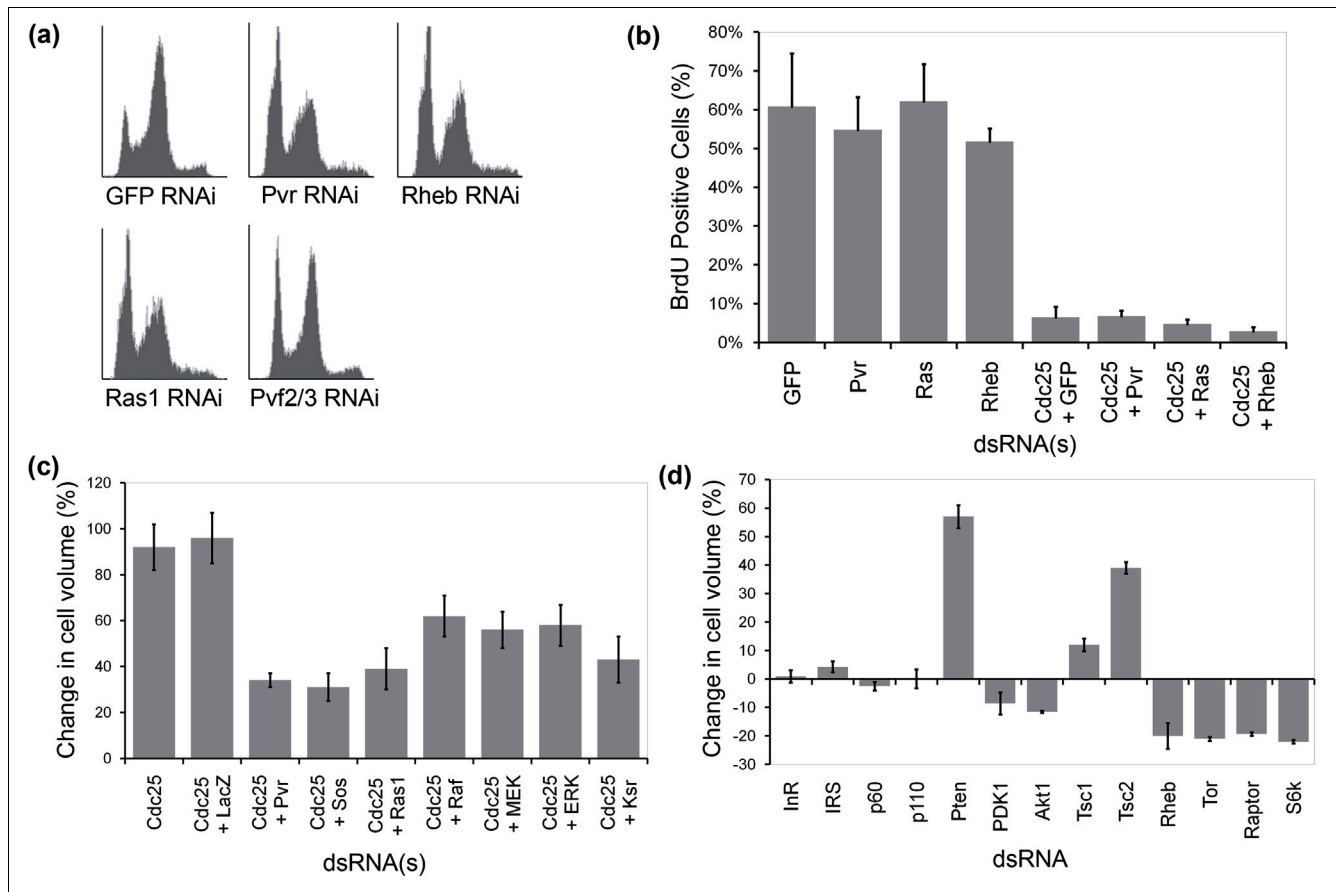 (a)
GFP RNAi
Pvr RNAi
Rheb RNAi
Ras1 RNAi
Pvf2/3 RNAi
(b)
BrdU Positive Cells (%)
80%
70%
60%
50%
40%
30%
20%
10%
0%
GFP
Pvr
Ras
Rheb
Cdc25
+ GFP
Cdc25
+ Pvr
Cdc25
+ Ras
Cdc25
+ Rheb
dsRNA(s)
(c)
Change in cell volume (%)
120
100
80
60
40
20
0
Cdc25
Cdc25
+ LacZ
Cdc25
+ Pvr
Cdc25
+ Sos
Cdc25
+ Ras1
Cdc25
+ Raf
Cdc25
+ MEK
Cdc25
+ ERK
Cdc25
+ Ksr
dsRNA(s)
(d)
Change in cell volume (%)
70
60
50
40
30
20
10
0
-10
-20
-30
InR
IRS
p60
p110
Pten
PDK1
Akt1
Tsc1
Tsc2
Rheb
Tor
Raptor
S6k
dsRNA